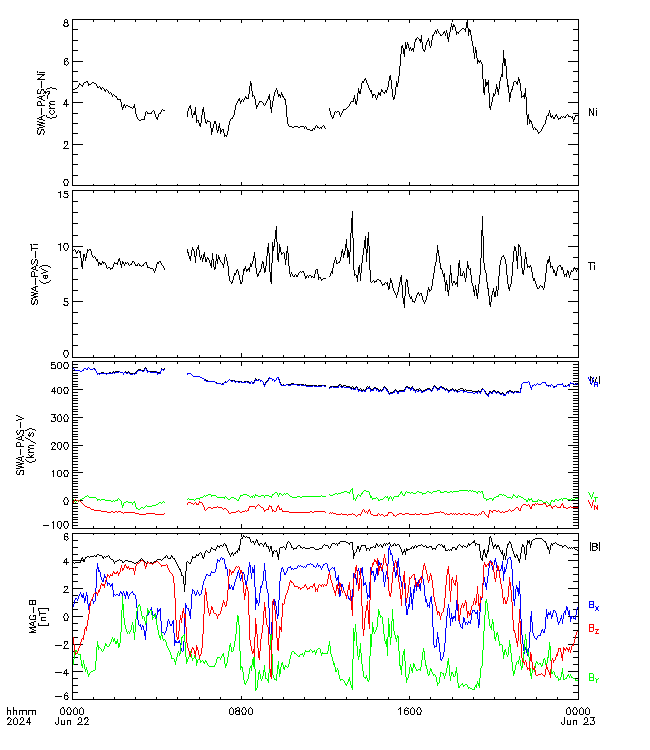 8
6
4
2
0
SWA-PAS-Ni
(cm^-3)
Ni
15
10
5
0
SWA-PAS-Ti
(eV)
Ti
500
400
300
200
100
0
-100
SWA-PAS-V
(km/s)
V_T
V_N
6
4
2
0
-2
-4
-6
MAG-B
[nT]
|B|
B_X
B_Z
B_Y
hhmm 0000 0800 1600 0000
2024 Jun 22 Jun 23